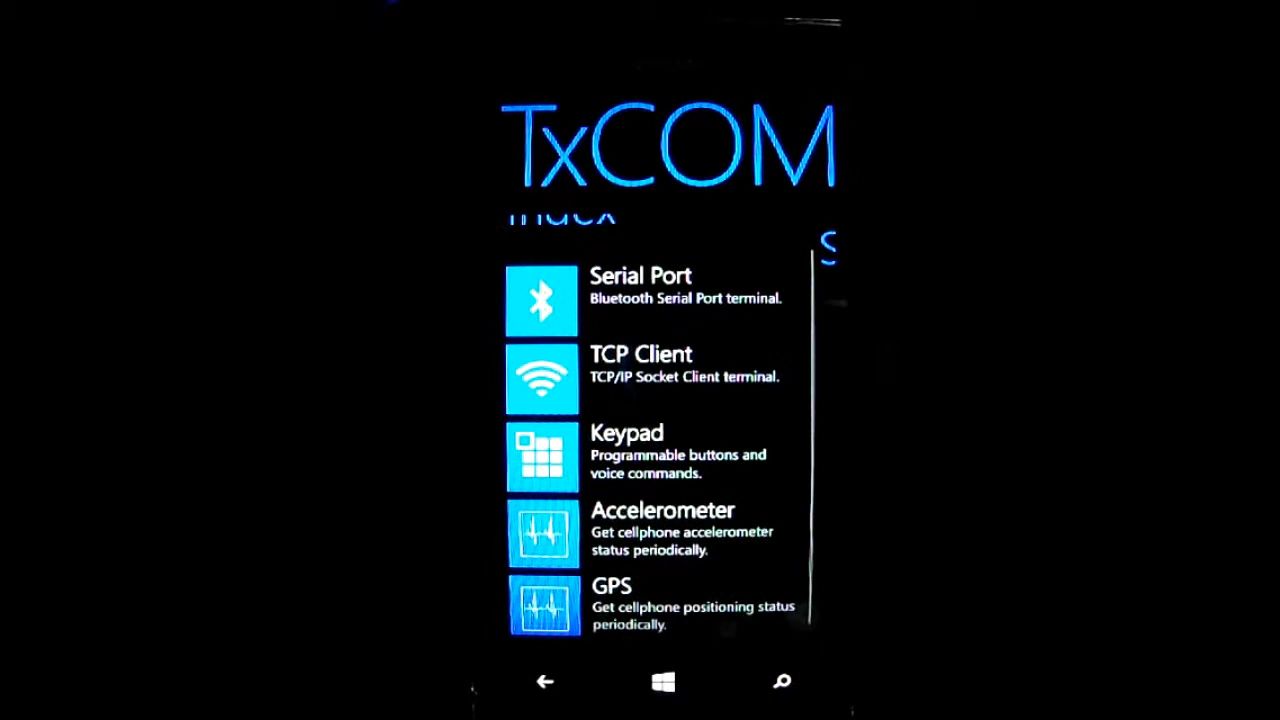 TxCOM
index
S
Serial Port
Bluetooth Serial Port terminal.
TCP Client
TCP/IP Socket Client terminal.
Keypad
Programmable buttons and
voice commands.
Accelerometer
Get cellphone accelerometer
status periodically.
GPS
Get cellphone positioning status
periodically.